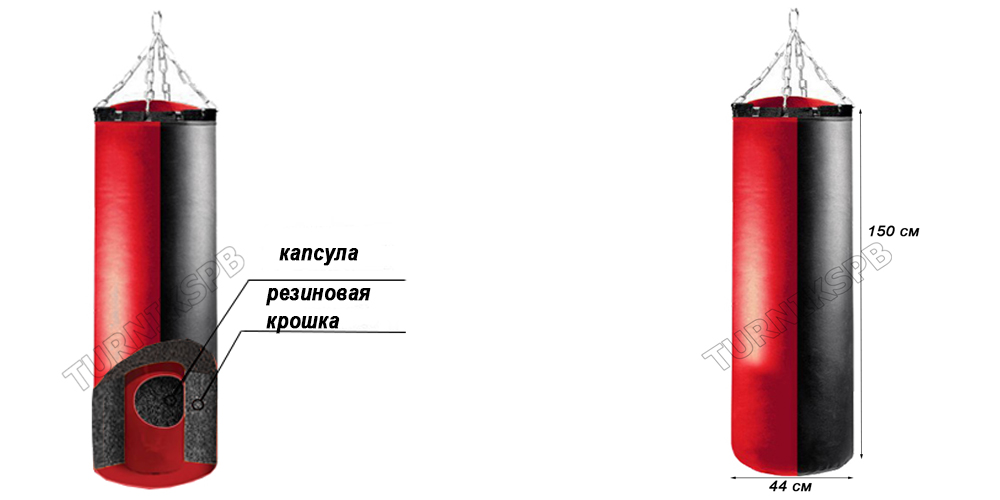 капсула
резиновая
крошка
TURNIKSPB
150 см
44 см
TURNIKSPB